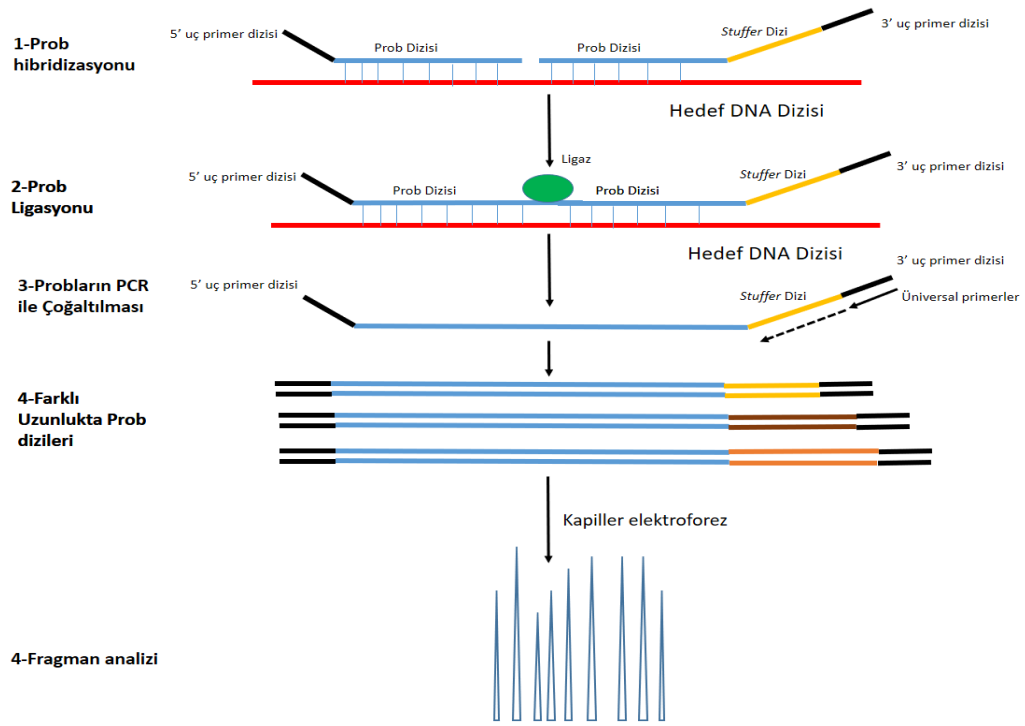 1-Prob
hibridizasyonu
5’ uç primer dizisi
Prob Dizisi
Prob Dizisi
Stuffer Dizi
3’ uç primer dizisi
Hedef DNA Dizisi
2-Prob
Ligasyonu
5’ uç primer dizisi
Prob Dizisi
Ligaz
Prob Dizisi
Stuffer Dizi
3’ uç primer dizisi
Hedef DNA Dizisi
3-Probların PCR
ile Çoğaltılması
5’ uç primer dizisi
Stuffer Dizi
3’ uç primer dizisi
Üniversal primerler
4-Farklı
Uzunlukta Prob
dizileri
Kapiller elektroforez
4-Fragman analizi